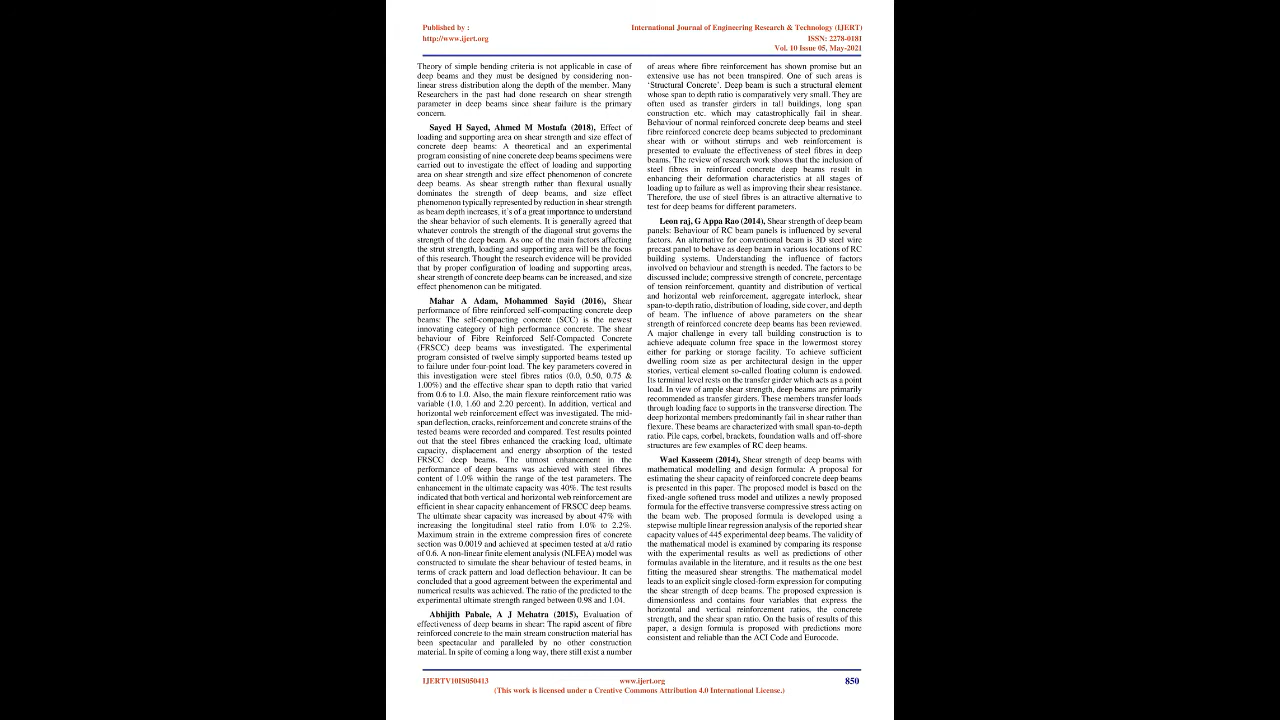 Published by :
http://www.ijert.org
International Journal of Engineering Research & Technology (IJERT)
ISSN: 2278-0181
Vol. 10 Issue 05, May-2021
Theory of simple bending criteria is not applicable in case of
deep beams and they must be designed by considering non-
linear stress distribution along the depth of the member. Many
Researchers in the past had done research on shear strength
parameter in deep beams since shear failure is the primary
concern.
Sayed H Sayed, Ahmed M Mostafa (2018), Effect of
loading and supporting area on shear strength and size effect of
concrete deep beams: A theoretical and an experimental
program consisting of nine concrete deep beams specimens were
carried out to investigate the effect of loading and supporting
area on shear strength and size effect phenomenon of concrete
deep beams. As shear strength rather than flexural usually
dominates the strength of deep beams, and size effect
phenomenon typically represented by reduction in shear strength
as beam depth increases, it's of a great importance to understand
the shear behavior of such elements. It is generally agreed that
whatever controls the strength of the diagonal strut governs the
strength of the deep beam. As one of the main factors affecting
the strut strength, loading and supporting area will be the focus
of this research. Thought the research evidence will be provided
that by proper configuration of loading and supporting areas,
shear strength of concrete deep beams can be increased, and size
effect phenomenon can be mitigated.
Mahar A Adam, Mohammed Sayid (2016), Shear
performance of fibre reinforced self-compacting concrete deep
beams: The self-compacting concrete (SCC) is the newest
innovating category of high performance concrete. The shear
behaviour of Fibre Reinforced Self-Compacted Concrete
(FRSCC) deep beams was investigated. The experimental
program consisted of twelve simply supported beams tested up
to failure under four-point load. The key parameters covered in
this investigation were steel fibres ratios (0.0, 0.50, 0.75 &
1.00%) and the effective shear span to depth ratio that varied
from 0.6 to 1.0. Also, the main flexure reinforcement ratio was
variable (1.0, 1.60 and 2.20 percent). In addition, vertical and
horizontal web reinforcement effect was investigated. The mid-
span deflection, cracks, reinforcement and concrete strains of the
tested beams were recorded and compared. Test results pointed
out that the steel fibres enhanced the cracking load, ultimate
capacity, displacement and energy absorption of the tested
FRSCC deep beams. The utmost enhancement in the
performance of deep beams was achieved with steel fibres
content of 1.0% within the range of the test parameters. The
enhancement in the ultimate capacity was 40%. The test results
indicated that both vertical and horizontal web reinforcement are
efficient in shear capacity enhancement of FRSCC deep beams.
The ultimate shear capacity was increased by about 47% with
increasing the longitudinal steel ratio from 1.0% to 2.2%.
Maximum strain in the extreme compression fires of concrete
section was 0.0019 and achieved at specimen tested at a/d ratio
of 0.6. A non-linear finite element analysis (NLFEA) model was
constructed to simulate the shear behaviour of tested beams, in
terms of crack pattern and load deflection behaviour. It can be
concluded that a good agreement between the experimental and
numerical results was achieved. The ratio of the predicted to the
experimental ultimate strength ranged between 0.98 and 1.04.
Abhijith Pabale, A J Mehatra (2015), Evaluation of
effectiveness of deep beams in shear: The rapid ascent of fibre
reinforced concrete to the main stream construction material has
been spectacular and paralleled by no other construction
material. In spite of coming a long way, there still exist a number
of areas where fibre reinforcement has shown promise but an
extensive use has not been transpired. One of such areas is
'Structural Concrete'. Deep beam is such a structural element
whose span to depth ratio is comparatively very small. They are
often used as transfer girders in tall buildings, long span
construction etc. which may catastrophically fail in shear.
Behaviour of normal reinforced concrete deep beams and steel
fibre reinforced concrete deep beams subjected to predominant
shear with or without stirrups and web reinforcement is
presented to evaluate the effectiveness of steel fibres in deep
beams. The review of research work shows that the inclusion of
steel fibres in reinforced concrete deep beams result in
enhancing their deformation characteristics at all stages of
loading up to failure as well as improving their shear resistance.
Therefore, the use of steel fibres is an attractive alternative to
test for deep beams for different parameters.
Leon raj, G Appa Rao (2014), Shear strength of deep beam
panels: Behaviour of RC beam panels is influenced by several
factors. An alternative for conventional beam is 3D steel wire
precast panel to behave as deep beam in various locations of RC
building systems. Understanding the influence of factors
involved on behaviour and strength is needed. The factors to be
discussed include; compressive strength of concrete, percentage
of tension reinforcement, quantity and distribution of vertical
and horizontal web reinforcement, aggregate interlock, shear
span-to-depth ratio, distribution of loading, side cover, and depth
of beam. The influence of above parameters on the shear
strength of reinforced concrete deep beams has been reviewed.
A major challenge in every tall building construction is to
achieve adequate column free space in the lowermost storey
either for parking or storage facility. To achieve sufficient
dwelling room size as per architectural design in the upper
stories, vertical element so-called floating column is endowed.
Its terminal level rests on the transfer girder which acts as a point
load. In view of ample shear strength, deep beams are primarily
recommended as transfer girders. These members transfer loads
through loading face to supports in the transverse direction. The
deep horizontal members predominantly fail in shear rather than
flexure. These beams are characterized with small span-to-depth
ratio. Pile caps, corbel, brackets, foundation walls and off-shore
structures are few examples of RC deep beams.
Wael Kasseem (2014), Shear strength of deep beams with
mathematical modelling and design formula: A proposal for
estimating the shear capacity of reinforced concrete deep beams
is presented in this paper. The proposed model is based on the
fixed-angle softened truss model and utilizes a newly proposed
formula for the effective transverse compressive stress acting on
the beam web. The proposed formula is developed using a
stepwise multiple linear regression analysis of the reported shear
capacity values of 445 experimental deep beams. The validity of
the mathematical model is examined by comparing its response
with the experimental results as well as predictions of other
formulas available in the literature, and it results as the one best
fitting the measured shear strengths. The mathematical model
leads to an explicit single closed-form expression for computing
the shear strength of deep beams. The proposed expression is
dimensionless and contains four variables that express the
horizontal and vertical reinforcement ratios, the concrete
strength, and the shear span ratio. On the basis of results of this
paper, a design formula is proposed with predictions more
consistent and reliable than the ACI Code and Eurocode.
IJERTV10IS050413
www.ijert.org
850
(This work is licensed under a Creative Commons Attribution 4.0 International License.)